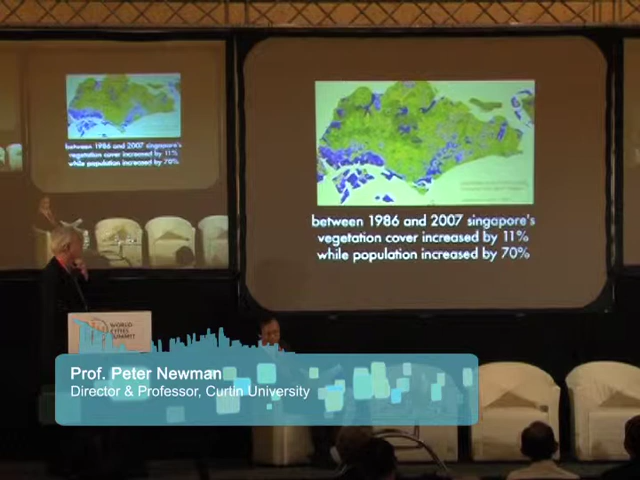 between 1986 and 2007 singapore's
vegetation cover increased by 11%
while population increased by 70%
between 1986 and 2007 singapore's
vegetation cover increased by 11%
while population increased by 70%
WORLD
CITIES
SUMMIT
Prof. Peter Newman
Director & Professor, Curtin University